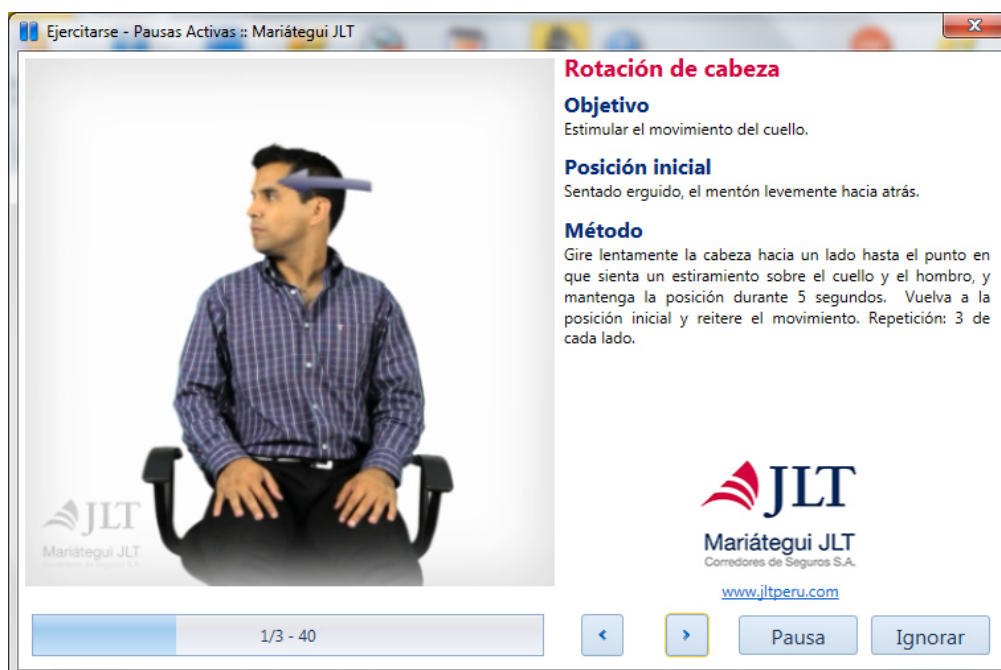 Ejercitarse - Pausas Activas :: Mariátegui JLT
Rotación de cabeza
Objetivo
Estimular el movimiento del cuello.
Posición inicial
Sentado erguido, el mentón levemente hacia atrás.
Método
Gire lentamente la cabeza hacia un lado hasta el punto en
que sienta un estiramiento sobre el cuello y el hombro, y
mantenga la posición durante 5 segundos. Vuelva a la
posición inicial y reitere el movimiento. Repetición: 3 de
cada lado.
JLT
Mariátegui JLT
Corredores de Seguros S.A.
JLT
Mariátegui JLT
Corredores de Seguros S.A.
www.jltperu.com
1/3 - 40
Pausa
Ignorar